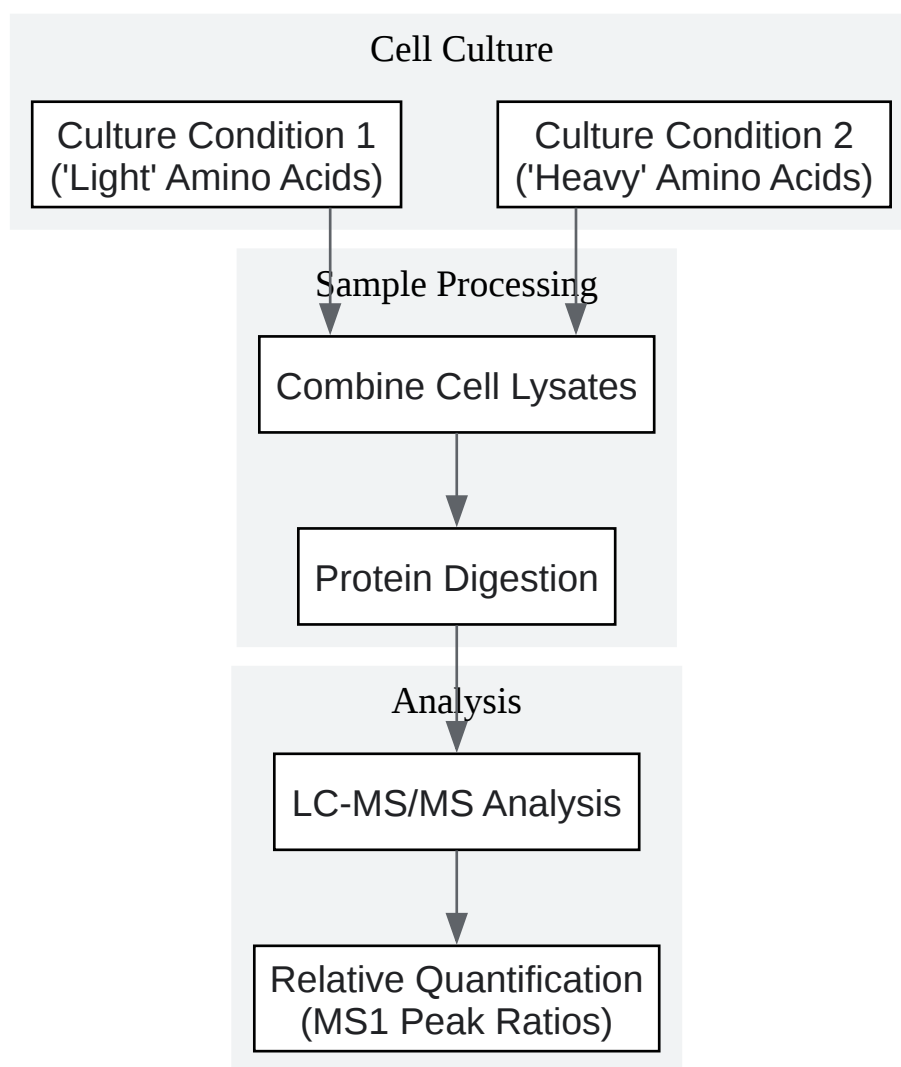 Cell Culture
Culture Condition 1
('Light' Amino Acids)
Culture Condition 2
('Heavy' Amino Acids)
Sample Processing
Combine Cell Lysates
Protein Digestion
Analysis
LC-MS/MS Analysis
Relative Quantification
(MS1 Peak Ratios)